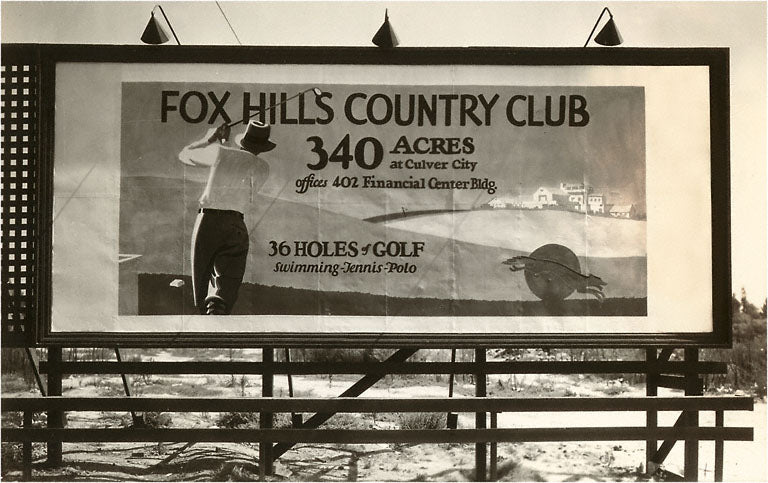 FOX HILLS COUNTRY CLUB
340 ACRES
at Culver City
offices 402 Financial Center Bldg.
36 HOLES of GOLF
Swimming-Tennis-Polo